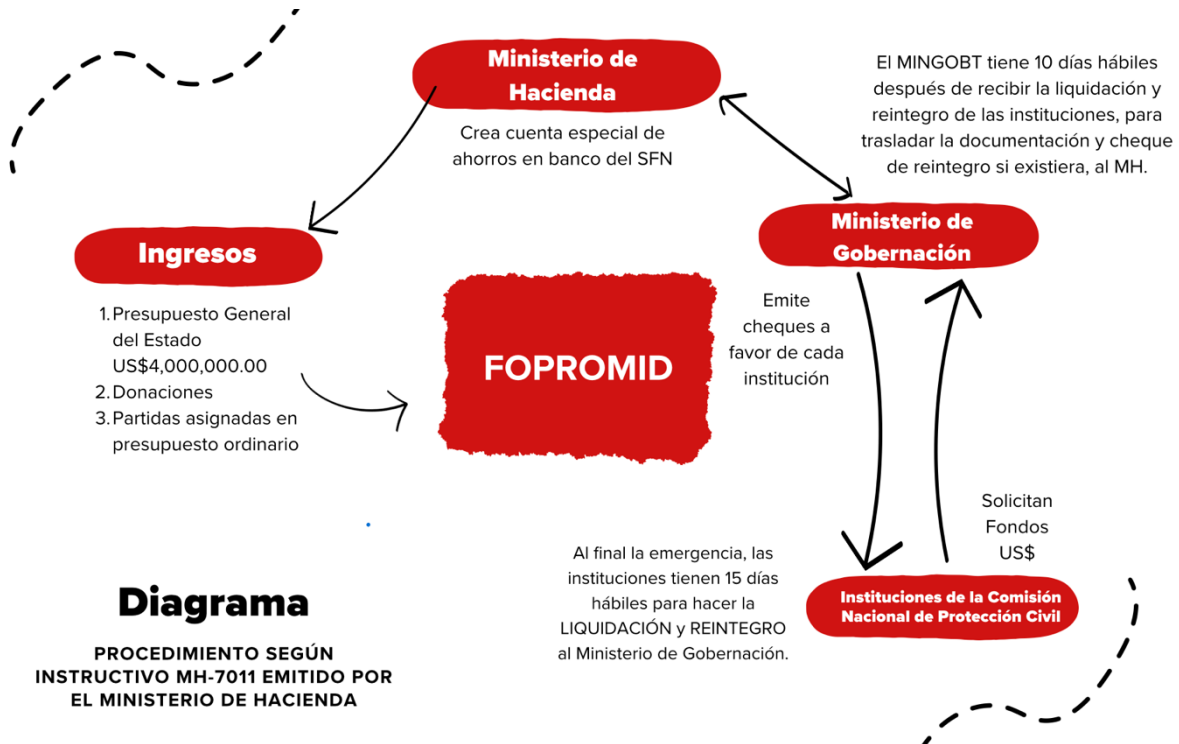 Ministerio de
Hacienda
Crea cuenta especial de
ahorros en banco del SFN
El MINGOBT tiene 10 días hábiles
después de recibir la liquidación y
reintegro de las instituciones, para
trasladar la documentación y cheque
de reintegro si existiera, al MH.
Ingresos
1. Presupuesto General
del Estado
US$4,000,000.00
2. Donaciones
3. Partidas asignadas en
presupuesto ordinario
FOPROMID
Ministerio de
Gobernación
Emite
cheques a
favor de cada
institución
Solicitan
Fondos
US$
Al final la emergencia, las
instituciones tienen 15 días
hábiles para hacer la
LIQUIDACIÓN y REINTEGRO
al Ministerio de Gobernación.
Instituciones de la Comisión
Nacional de Protección Civil
Diagrama
PROCEDIMIENTO SEGÚN
INSTRUCTIVO MH-7011 EMITIDO POR
EL MINISTERIO DE HACIENDA